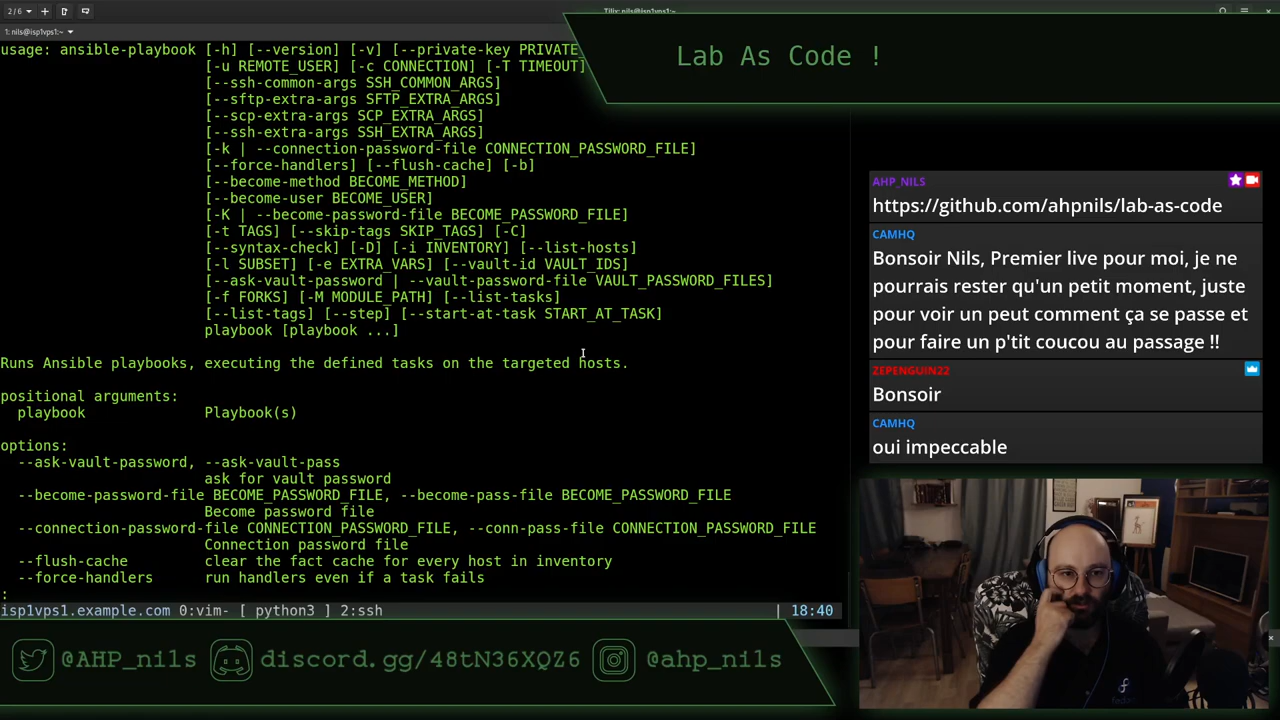 2/6
Tilix: nils@isp1vps1:~
1: nils@isp1vps1:~
usage: ansible-playbook [-h] [--version] [-v] [--private-key PRIVATE_
[-u REMOTE_USER] [-c CONNECTION] [-T TIMEOUT]
[--ssh-common-args SSH_COMMON_ARGS]
[--sftp-extra-args SFTP_EXTRA_ARGS]
[--scp-extra-args SCP_EXTRA_ARGS]
[--ssh-extra-args SSH_EXTRA_ARGS]
[-k | --connection-password-file CONNECTION_PASSWORD_FILE]
[--force-handlers] [--flush-cache] [-b]
[--become-method BECOME_METHOD]
[--become-user BECOME_USER]
[-K | --become-password-file BECOME_PASSWORD_FILE]
[-t TAGS] [--skip-tags SKIP_TAGS] [-C]
[--syntax-check] [-D] [-i INVENTORY] [--list-hosts]
[-l SUBSET] [-e EXTRA_VARS] [--vault-id VAULT_IDS]
[--ask-vault-password | --vault-password-file VAULT_PASSWORD_FILES]
[-f FORKS] [-M MODULE_PATH] [--list-tasks]
[--list-tags] [--step] [--start-at-task START_AT_TASK]
playbook [playbook ...]
Runs Ansible playbooks, executing the defined tasks on the targeted hosts.
positional arguments:
playbook Playbook(s)
options:
--ask-vault-password, --ask-vault-pass
ask for vault password
--become-password-file BECOME_PASSWORD_FILE, --become-pass-file BECOME_PASSWORD_FILE
Become password file
--connection-password-file CONNECTION_PASSWORD_FILE, --conn-pass-file CONNECTION_PASSWORD_FILE
Connection password file
--flush-cache clear the fact cache for every host in inventory
--force-handlers run handlers even if a task fails
:
isp1vps1.example.com 0:vim- [ python3 ] 2:ssh | 18:40
Lab As Code !
AHP_NILS
https://github.com/ahpnils/lab-as-code
CAMHQ
Bonsoir Nils, Premier live pour moi, je ne
pourrais rester qu'un petit moment, juste
pour voir un peut comment ça se passe et
pour faire un p'tit coucou au passage !!
ZEPENGUIN22
Bonsoir
CAMHQ
oui impeccable
@AHP_nils discord.gg/48tN36XQZ6 @ahp_nils